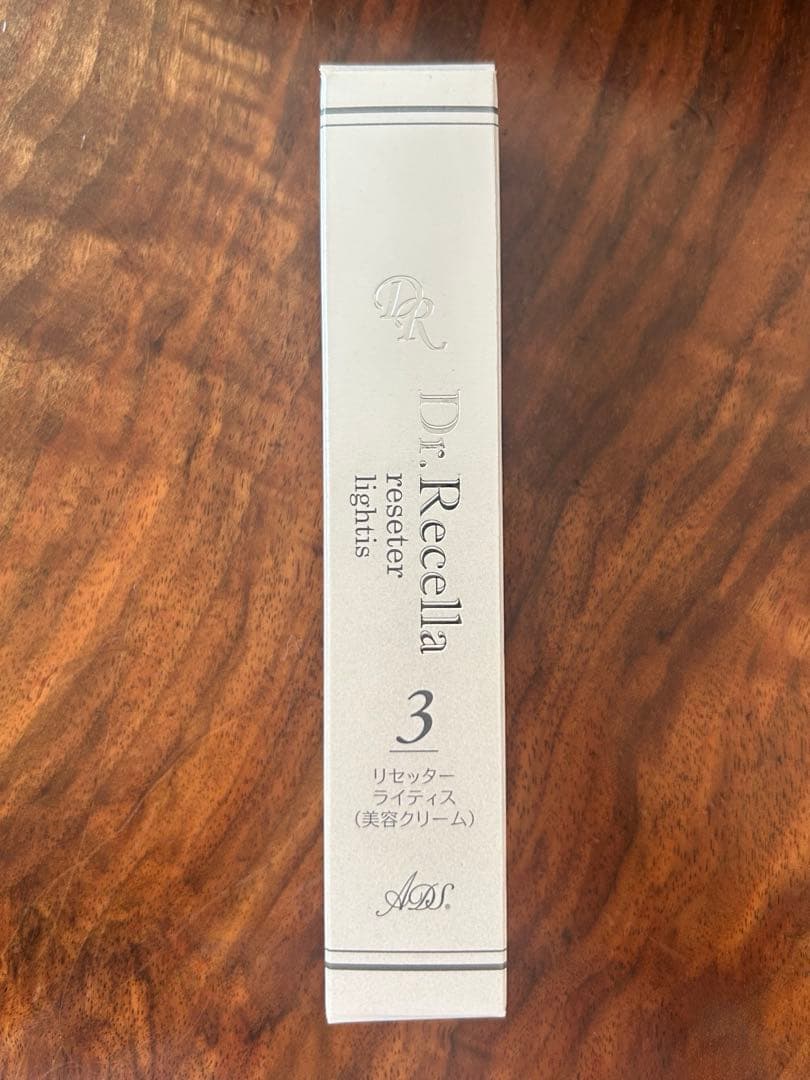 DR
Dr.Recella
reseter
lightis
3
リセッター
ライティス
（美容クリーム）
ADS®